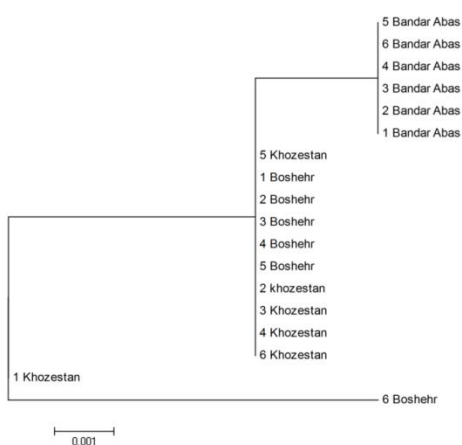 5 Bandar Abas
6 Bandar Abas
4 Bandar Abas
3 Bandar Abas
2 Bandar Abas
1 Bandar Abas
5 Khozestan
1 Boshehr
2 Boshehr
3 Boshehr
4 Boshehr
5 Boshehr
2 khozestan
3 Khozestan
4 Khozestan
6 Khozestan
1 Khozestan
6 Boshehr
0.001